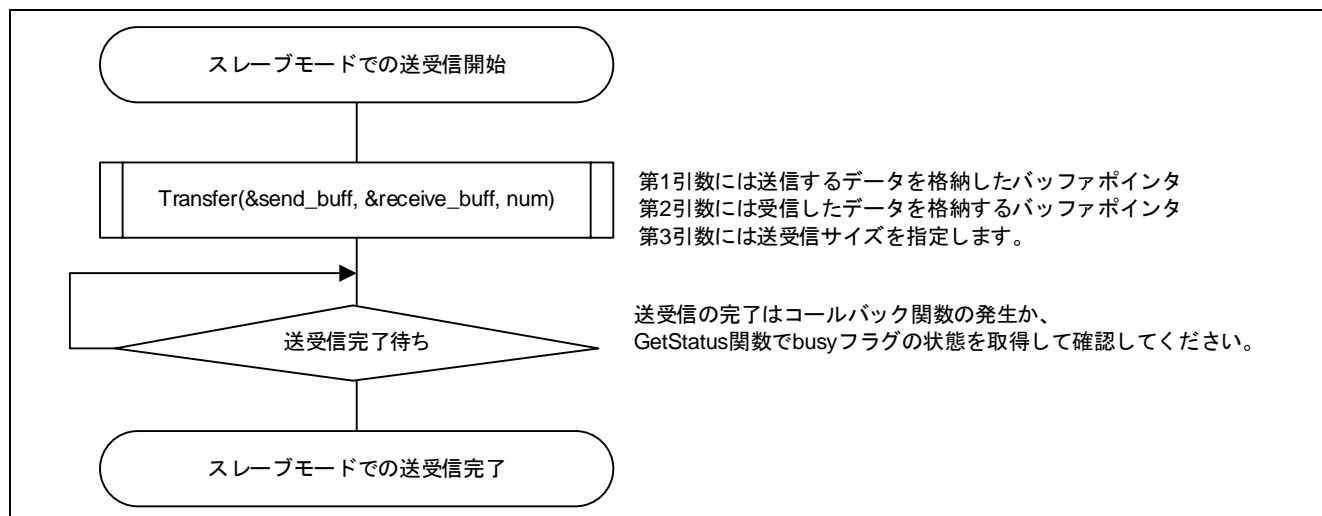 スレーブモードでの送受信開始
Transfer(&send_buff, &receive_buff, num)
第1引数には送信するデータを格納したバッファポインタ
第2引数には受信したデータを格納するバッファポインタ
第3引数には送受信サイズを指定します。
送受信完了待ち
送受信の完了はコールバック関数の発生か、
GetStatus関数でbusyフラグの状態を取得して確認してください。
スレーブモードでの送受信完了